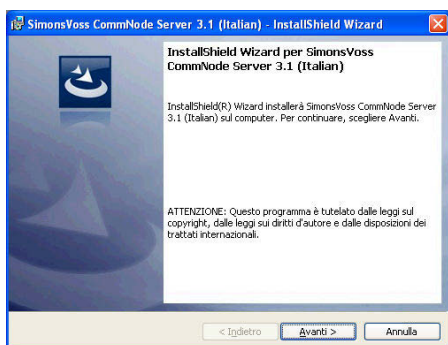 SimonsVoss CommNode Server 3.1 (Italian) - InstallShield Wizard
InstallShield Wizard per SimonsVoss
CommNode Server 3.1 (Italian)
InstallShield(R) Wizard installerà SimonsVoss CommNode Server
3.1 (Italian) sul computer. Per continuare, scegliere Avanti.
ATTENZIONE: Questo programma è tutelato dalle leggi sul
copyright, dalle leggi sui diritti d'autore e dalle disposizioni dei
trattati internazionali.
< Indietro Avanti > Annulla